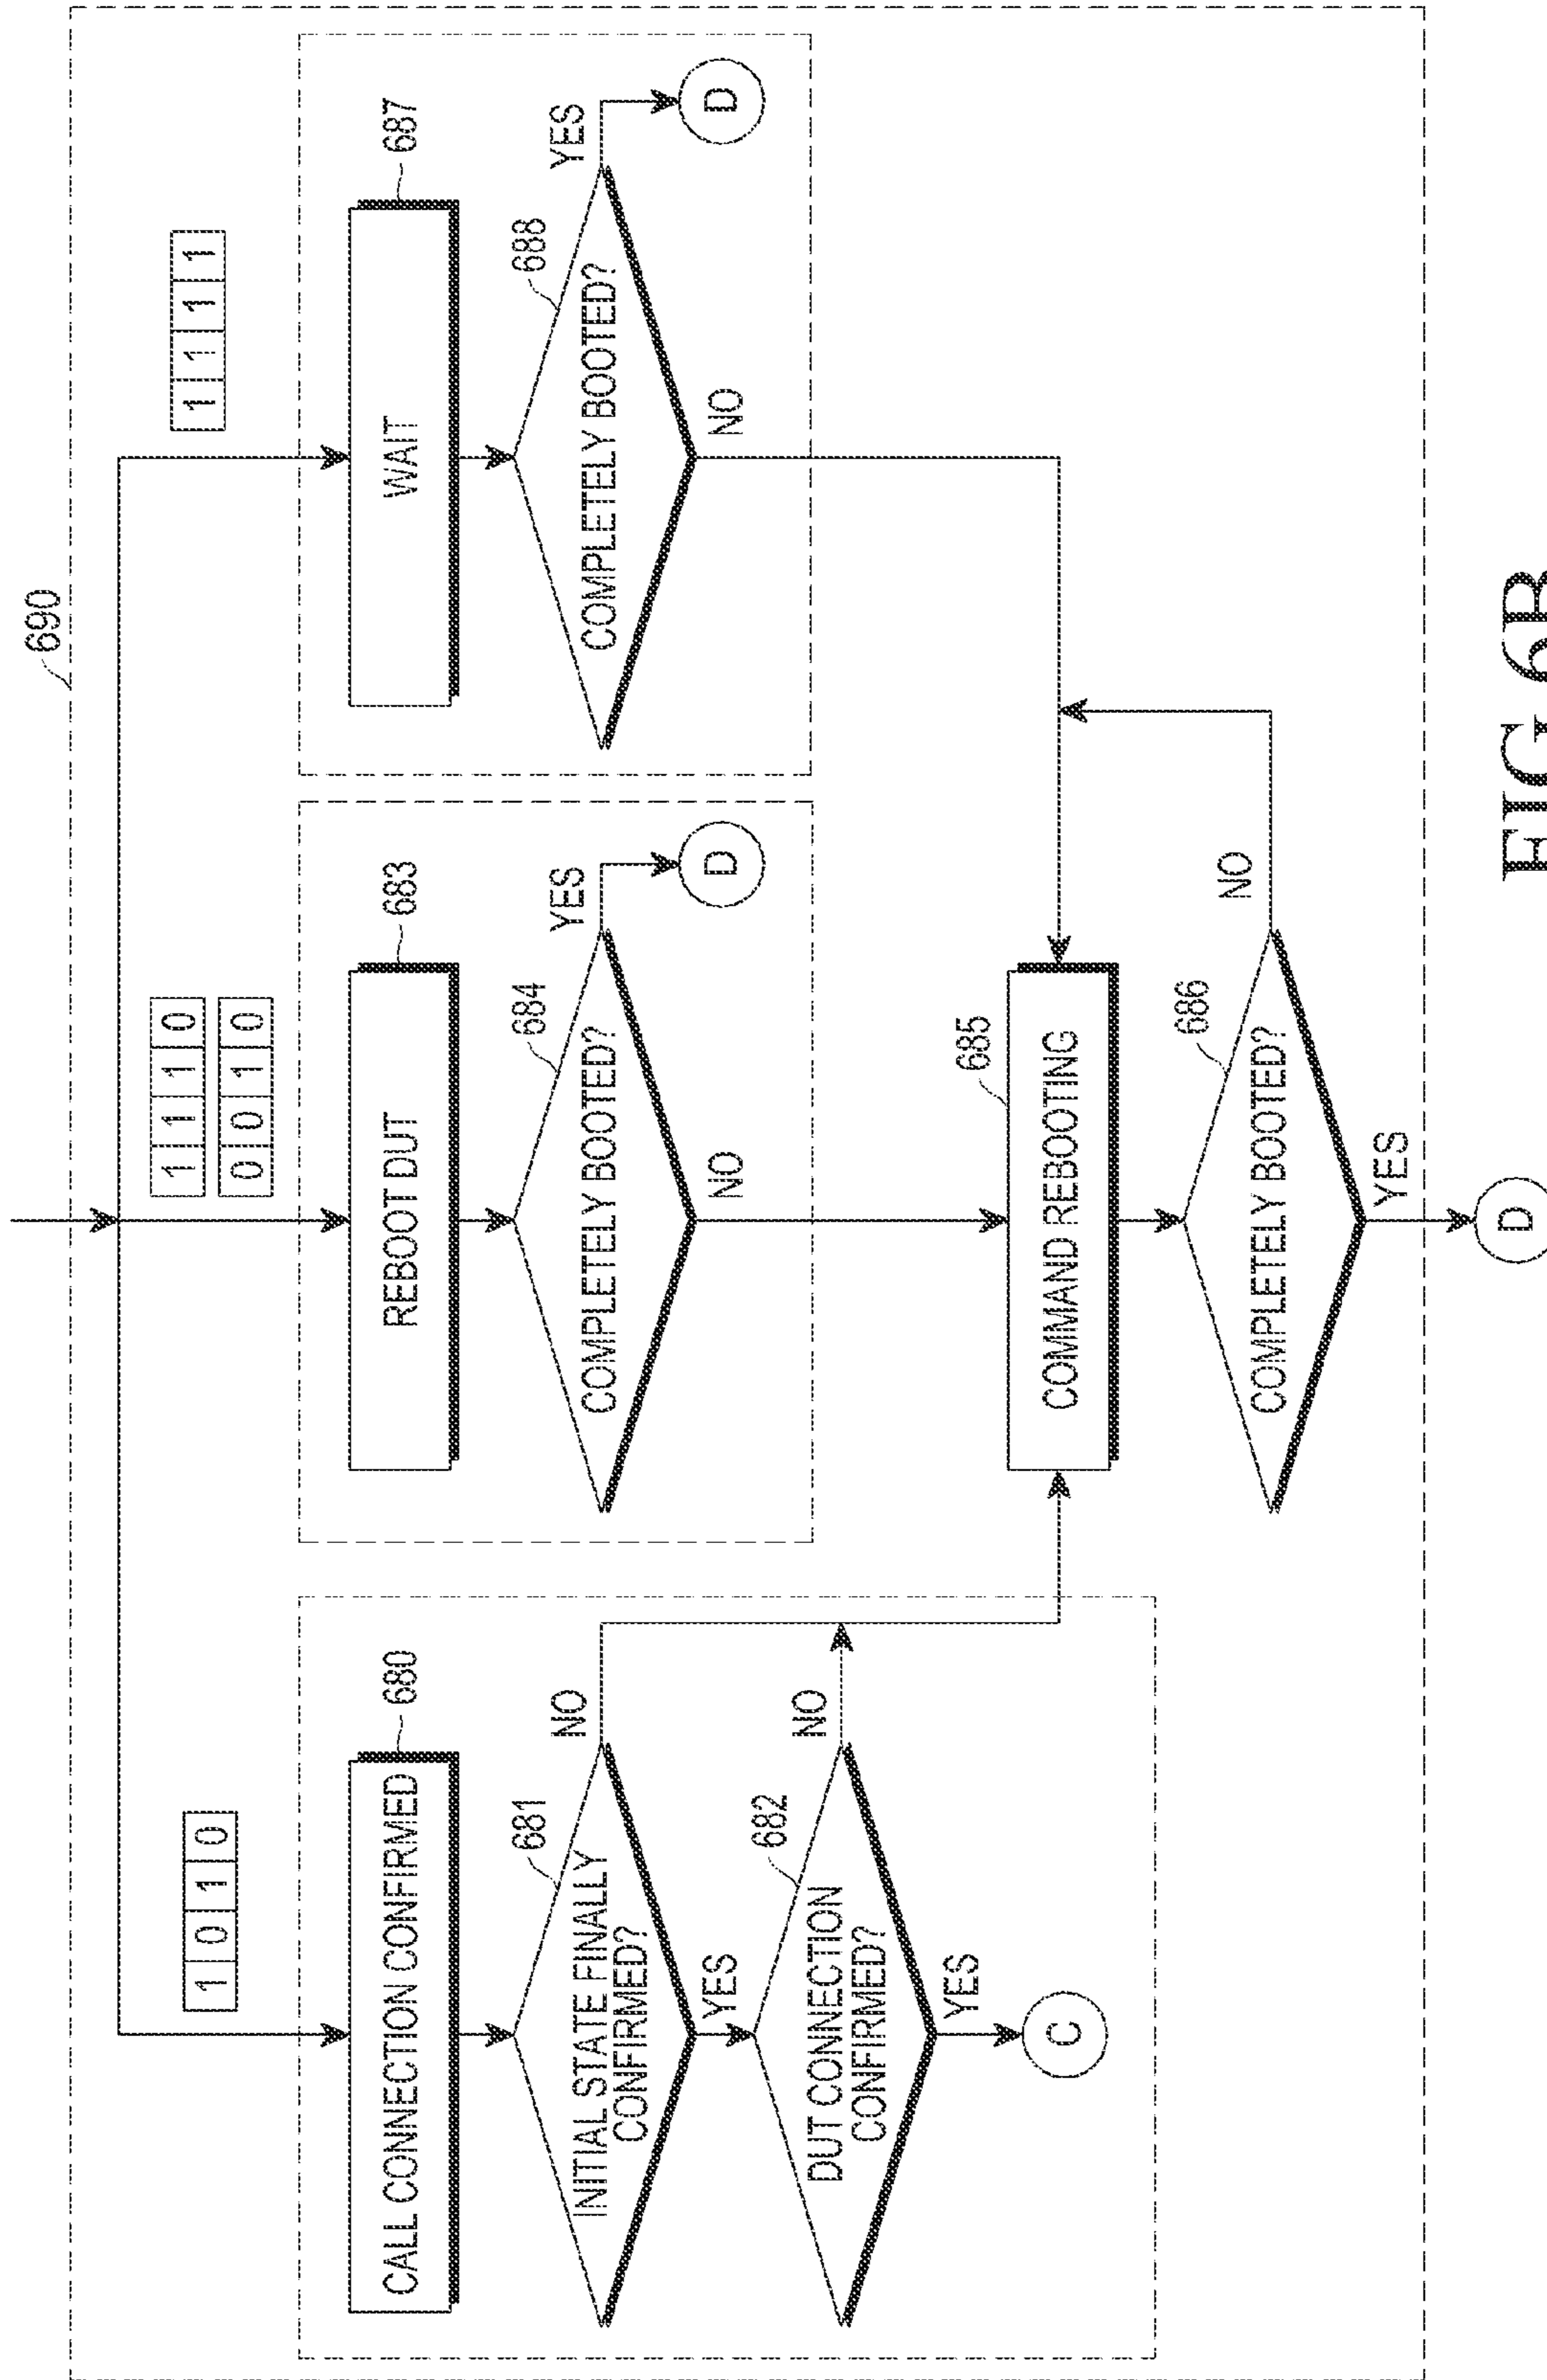 690
1 0 1 0
1 1 1 0
0 0 1 0
1 1 1 1
CALL CONNECTION CONFIRMED
680
INITIAL STATE FINALLY
CONFIRMED?
681
NO
YES
DUT CONNECTION
CONFIRMED?
682
NO
YES
C
REBOOT DUT
683
COMPLETELY BOOTED?
684
YES
D
NO
WAIT
687
COMPLETELY BOOTED?
688
YES
D
NO
COMMAND REBOOTING
685
COMPLETELY BOOTED?
686
NO
YES
D
FIG.6B